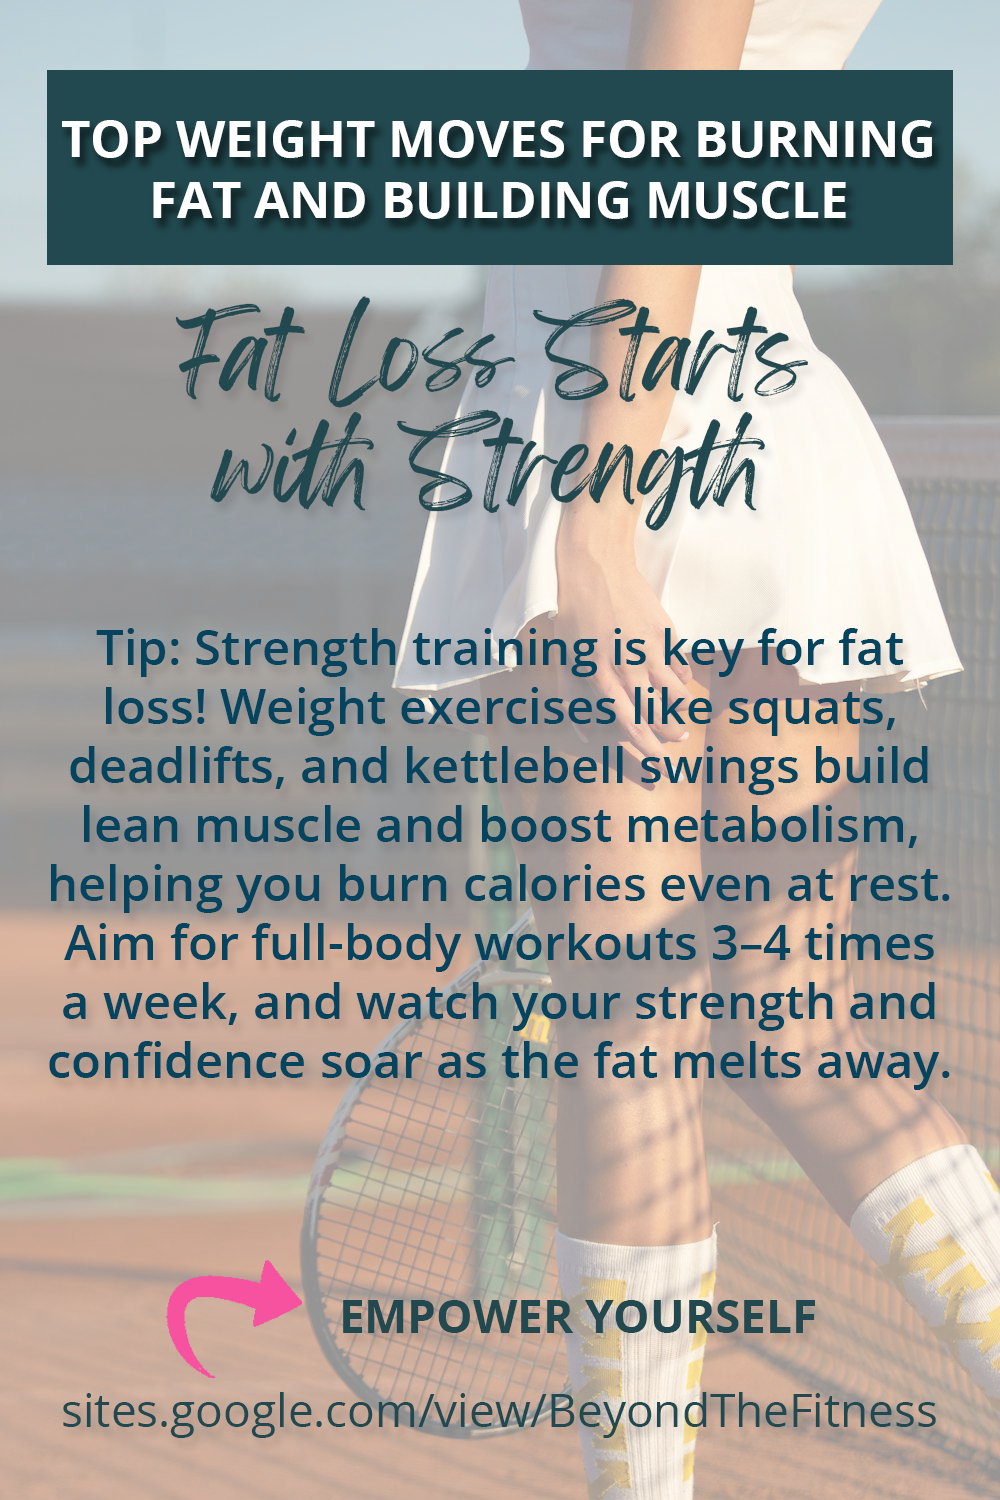 TOP WEIGHT MOVES FOR BURNING
FAT AND BUILDING MUSCLE
Fat Loss Starts
with Strength
Tip: Strength training is key for fat
loss! Weight exercises like squats,
deadlifts, and kettlebell swings build
lean muscle and boost metabolism,
helping you burn calories even at rest.
Aim for full-body workouts 3–4 times
a week, and watch your strength and
confidence soar as the fat melts away.
EMPOWER YOURSELF
sites.google.com/view/BeyondTheFitness